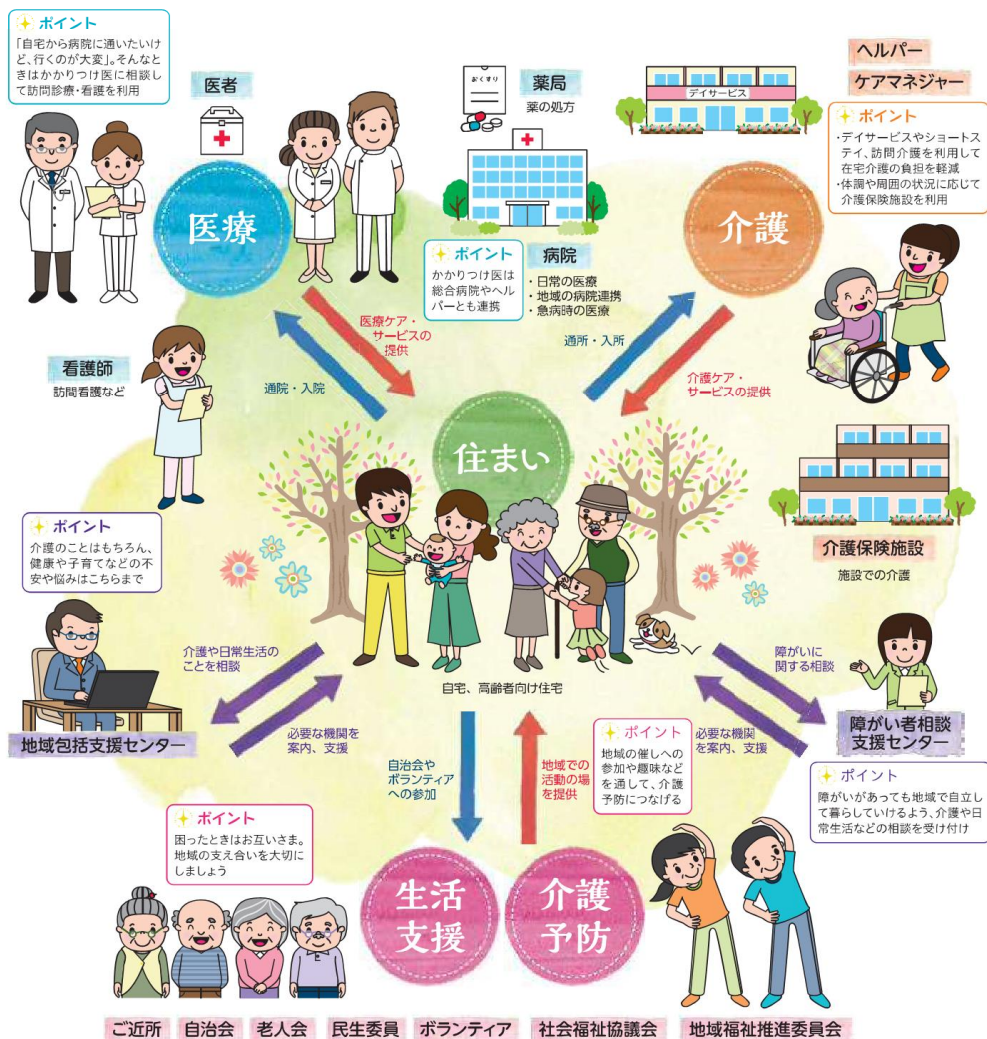 ポイント
「自宅から病院に通いたいけ
ど、行くのが大変」。そんなと
きはかかりつけ医に相談し
て訪問診療・看護を利用
医者
おくすり
薬局
薬の処方
デイサービス
ヘルパー
ケアマネジャー
ポイント
・デイサービスやショートス
テイ、訪問介護を利用して
在宅介護の負担を軽減
・体調や周囲の状況に応じて
介護保険施設を利用
医療
介護
ポイント
かかりつけ医は
総合病院やヘル
パーとも連携
病院
・日常の医療
・地域の病院連携
・急病時の医療
医療ケア・
サービスの
提供
通院・入院
通所・入所
介護ケア・
サービスの提供
看護師
訪問看護など
住まい
介護保険施設
施設での介護
ポイント
介護のことはもちろん、
健康や子育てなどの不
安や悩みはこちらまで
介護や日常生活の
ことを相談
自宅、高齢者向け住宅
障がいに
関する相談
地域包括支援センター
必要な機関を
案内、支援
自治会や
ボランティア
への参加
地域での
活動の場
を提供
ポイント
地域の催しへの
参加や趣味など
を通して、介護
予防につなげる
必要な機関
を案内、支援
障がい者相談
支援センター
ポイント
障がいがあっても地域で自立し
て暮らしていけるよう、介護や日
常生活などの相談を受け付け
ポイント
困ったときはお互いさま。
地域の支え合いを大切に
しましょう
生活
支援
介護
予防
ご近所
自治会
老人会
民生委員
ボランティア
社会福祉協議会
地域福祉推進委員会